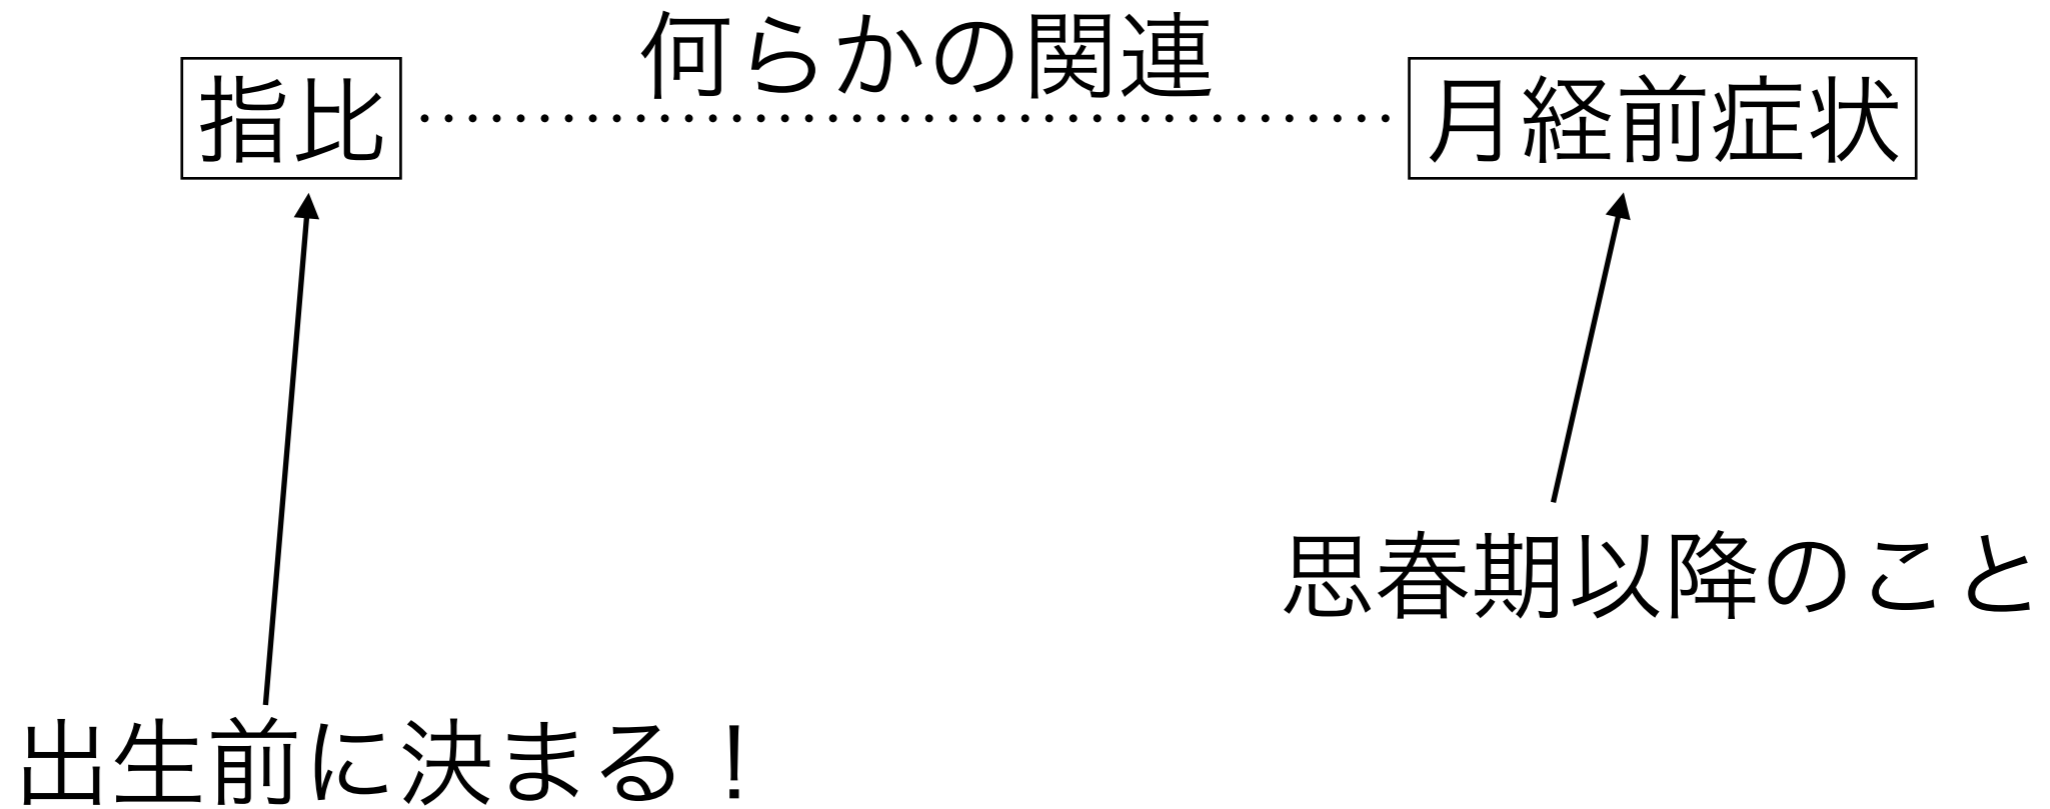 何らかの関連
指比
月経前症状
思春期以降のこと
出生前に決まる！